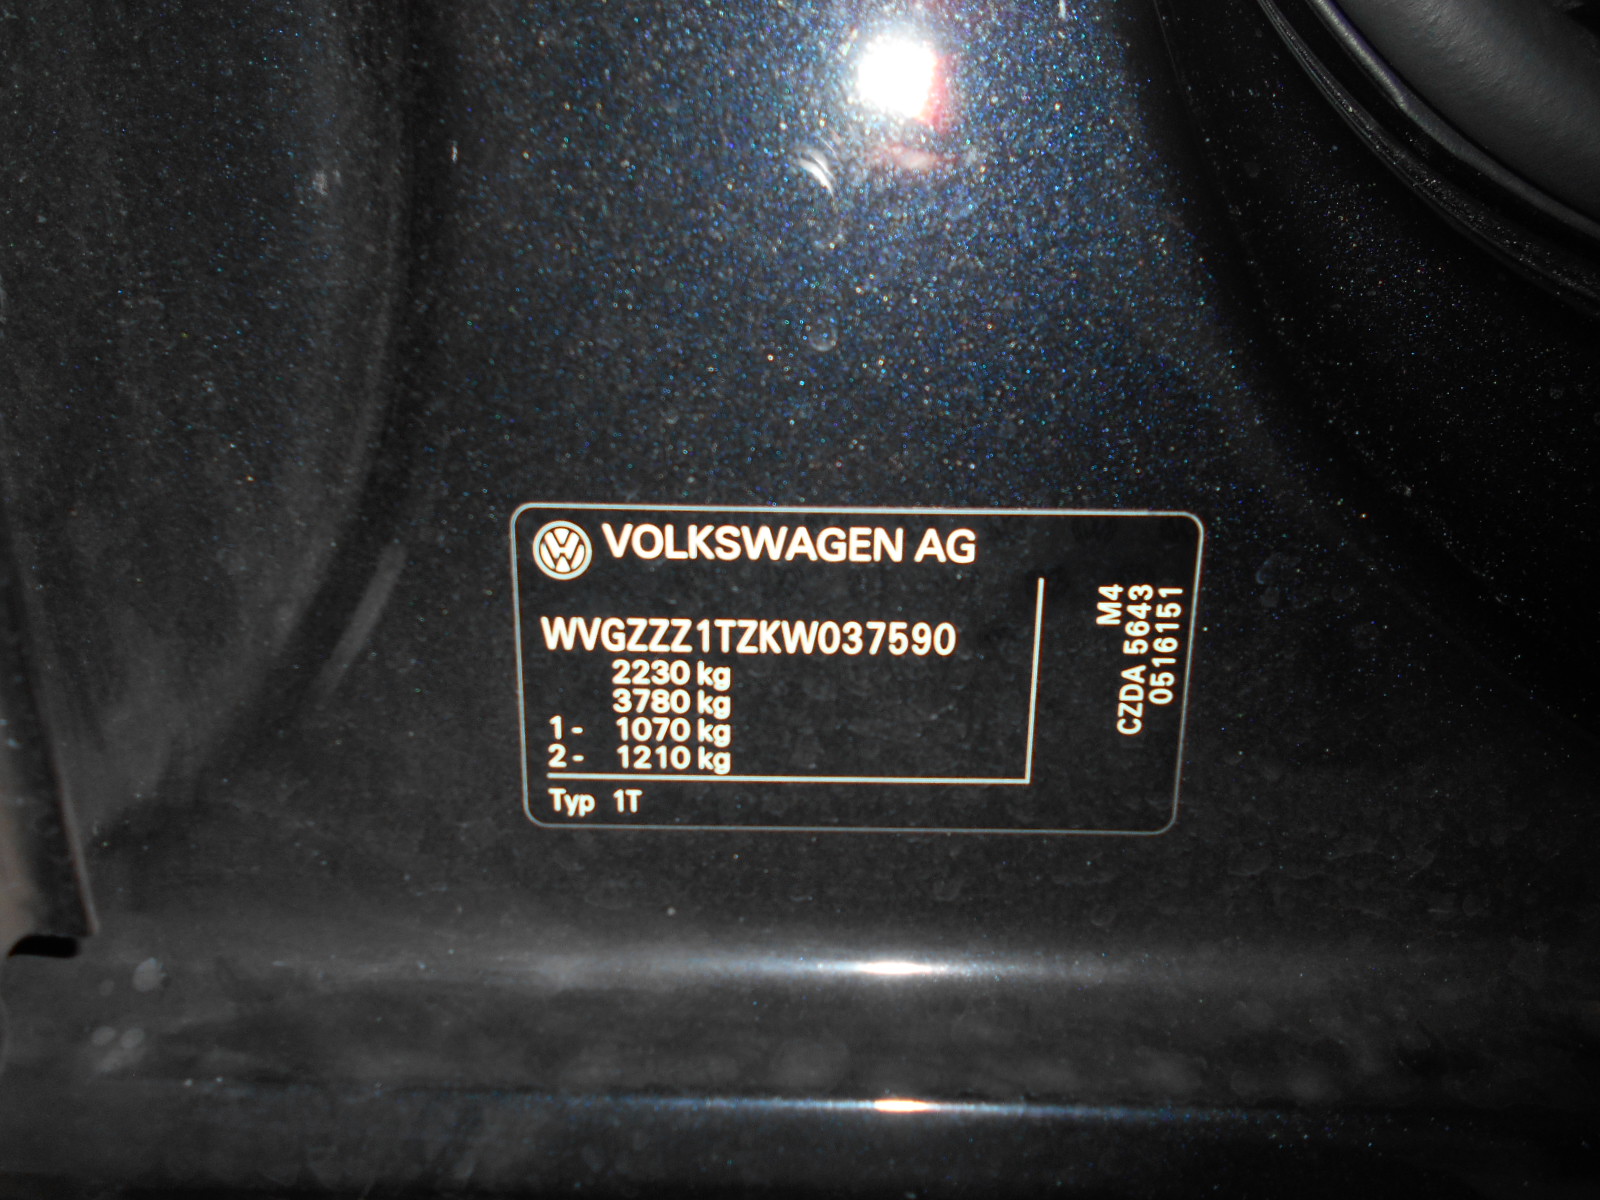 VOLKSWAGEN AG
WVGZZZ1TZKW037590
2230 kg
3780 kg
1- 1070 kg
2- 1210 kg
Typ 1T
M4
CZDA 5643
0516151